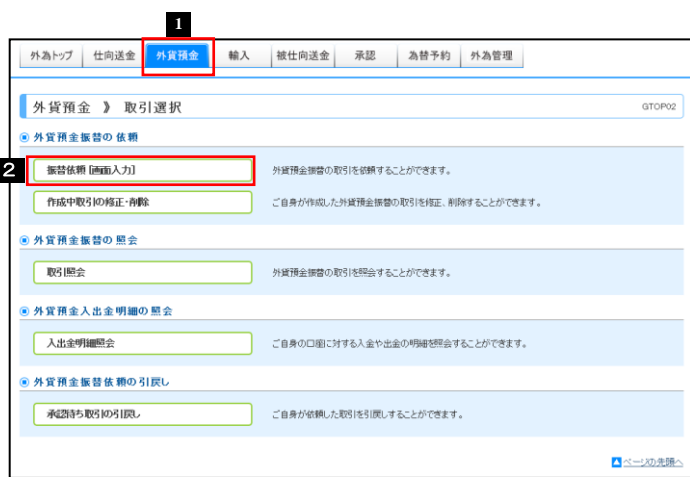 1
外為トップ 仕向送金 外貨預金 輸入 被仕向送金 承認 為替予約 外為管理
外貨預金 》 取引選択 GTOP02
外貨預金振替の依頼
2 振替依頼[画面入力] 外貨預金振替の取引を依頼することができます。
作成中取引の修正・削除 ご自身が作成した外貨預金振替の取引を修正、削除することができます。
外貨預金振替の照会
取引照会 外貨預金振替の取引を照会することができます。
外貨預金入出金明細の照会
入出金明細照会 ご自身の口座に対する入金や出金の明細を照会することができます。
外貨預金振替依頼の引戻し
承認待ち取引の引戻し ご自身が依頼した取引を引戻しすることができます。
ページの先頭へ